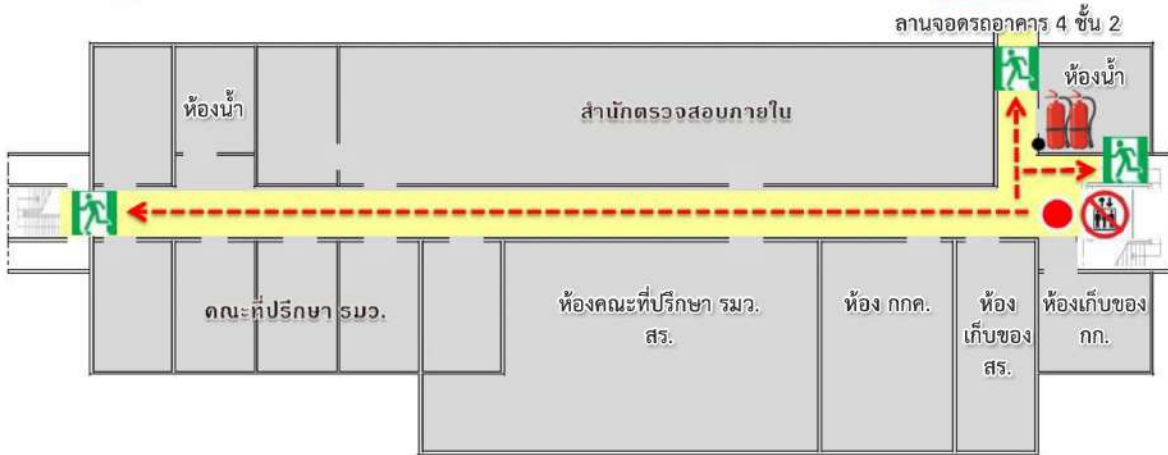 ลานจอดรถอาคาร 4 ชั้น 2
ห้องน้ำ
สำนักตรวจสอบภายใน
ห้องน้ำ
คณะที่ปรึกษา รมว.
ห้องคณะที่ปรึกษา รมว.
สร.
ห้อง กกค.
ห้อง
เก็บของ
สร.
ห้องเก็บของ
กก.